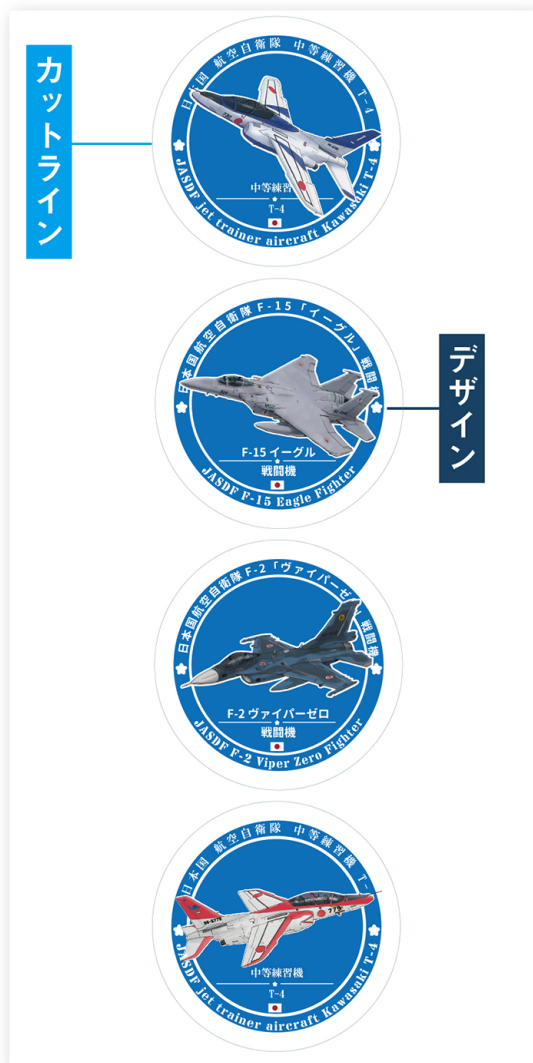 カットライン
日本国 航空自衛隊 中等練習機 T-4
中等練習
T-4
JASDF jet trainer aircraft Kawasaki T-4
日本国航空自衛隊F-15「イーグル」戦闘機
デザイン
F-15 イーグル
戦闘機
JASDF F-15 Eagle Fighter
日本国航空自衛隊F-2「ヴァイパーゼ」戦闘機
F-2 ヴァイパーゼロ
戦闘機
JASDF F-2 Viper Zero Fighter
日本国 航空自衛隊 中等練習機 T-
中等練習機
T-4
JASDF jet trainer aircraft Kawasaki T-4